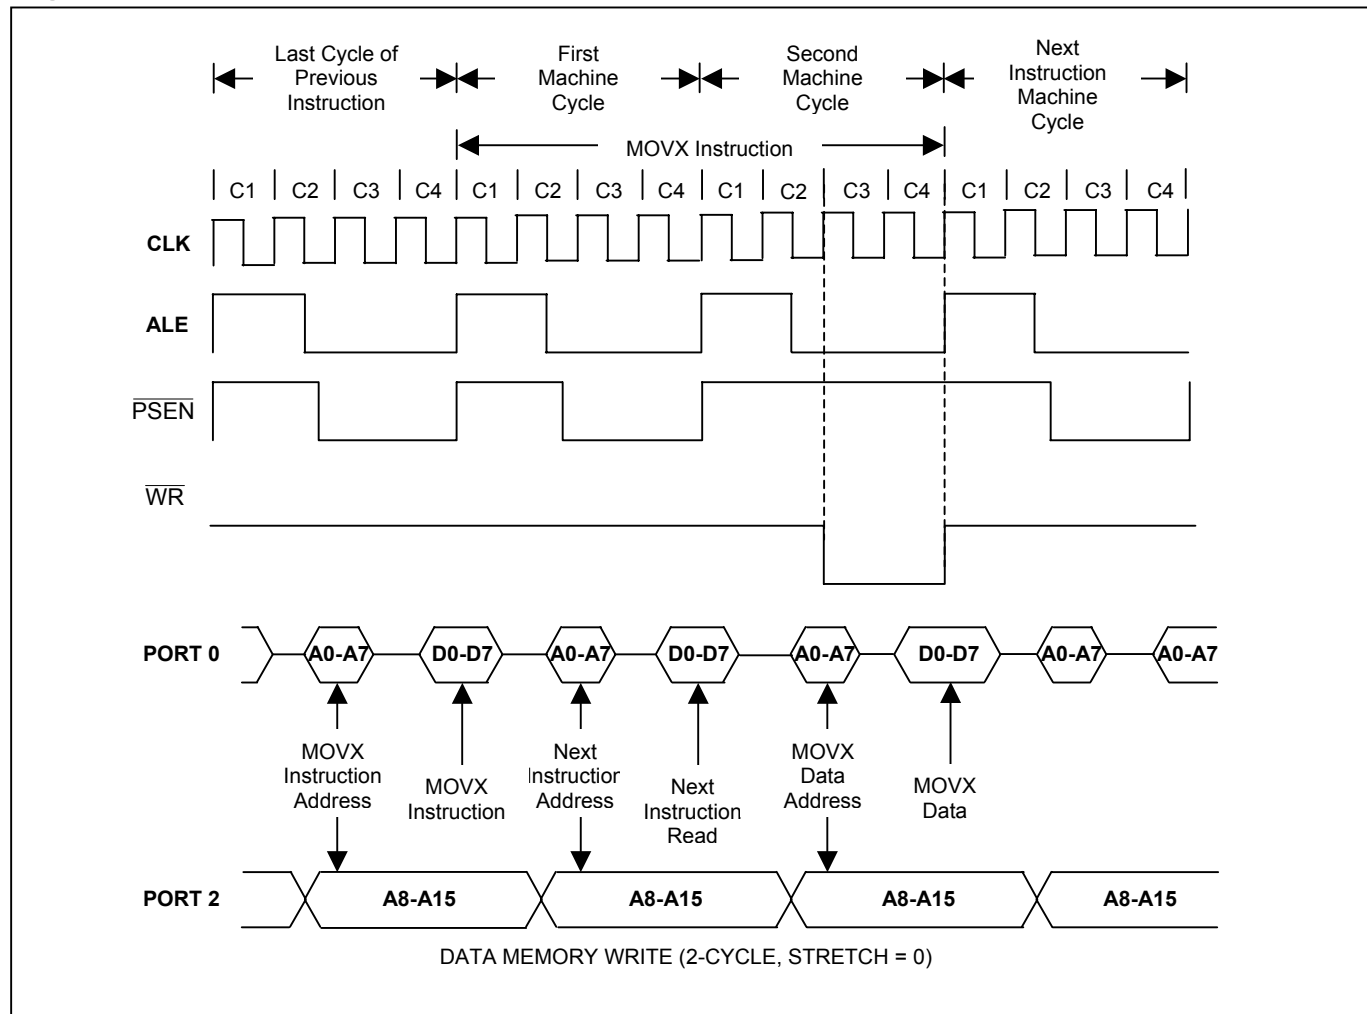 Last Cycle of
Previous
Instruction
First
Machine
Cycle
Second
Machine
Cycle
Next
Instruction
Machine
Cycle
MOVX Instruction
C1 C2 C3 C4 C1 C2 C3 C4 C1 C2 C3 C4 C1 C2 C3 C4
CLK
ALE
PSEN
WR
PORT 0 A0-A7 D0-D7 A0-A7 D0-D7 A0-A7 D0-D7 A0-A7 A0-A7
MOVX
Instruction
Address
MOVX
Instruction
Next
Instruction
Address
Next
Instruction
Read
MOVX
Data
Address
MOVX
Data
PORT 2 A8-A15 A8-A15 A8-A15 A8-A15
DATA MEMORY WRITE (2-CYCLE, STRETCH = 0)